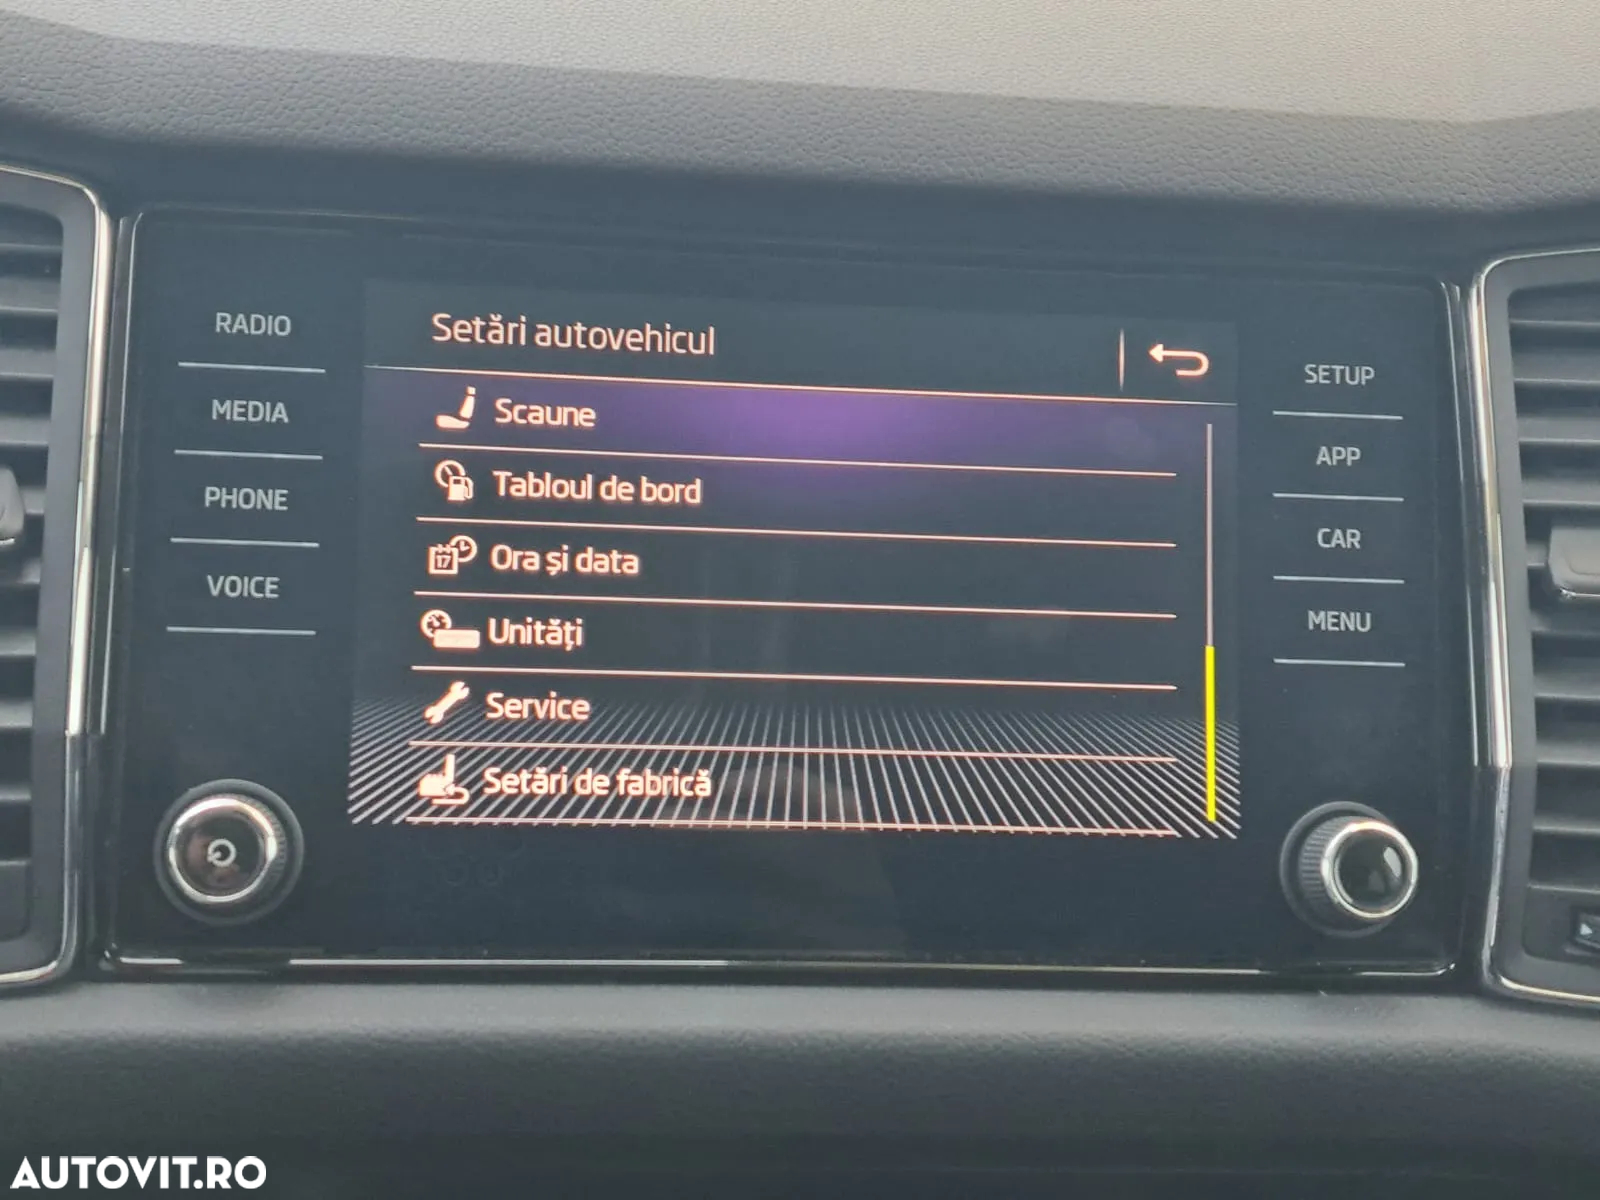 Setări autovehicul
RADIO
MEDIA
PHONE
VOICE
Scaune
Tabloul de bord
17
Ora și data
Unități
Service
Setări de fabrică
SETUP
APP
CAR
MENU
AUTOVIT.RO